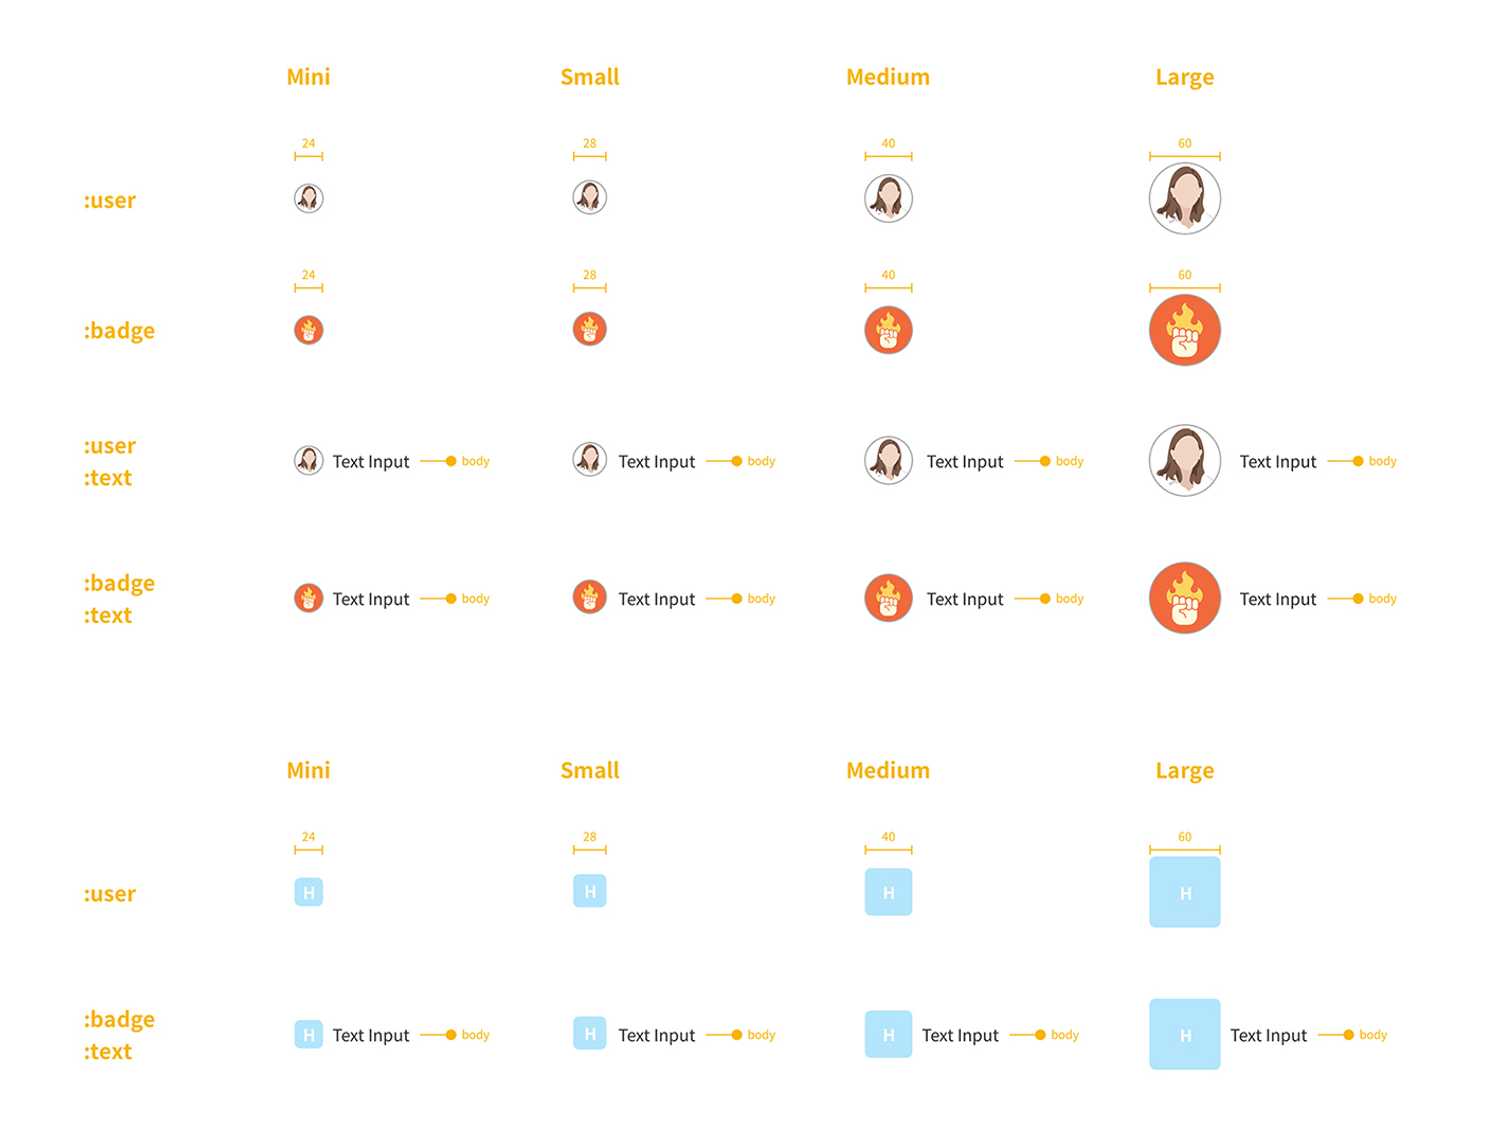 Mini Small Medium Large
24 28 40 60
:user
24 28 40 60
:badge
:user
:text
Text Input body Text Input body Text Input body Text Input body
:badge
:text
Text Input body Text Input body Text Input body Text Input body
Mini Small Medium Large
24 28 40 60
:user H H H H
:badge
:text
H Text Input body H Text Input body H Text Input body H Text Input body